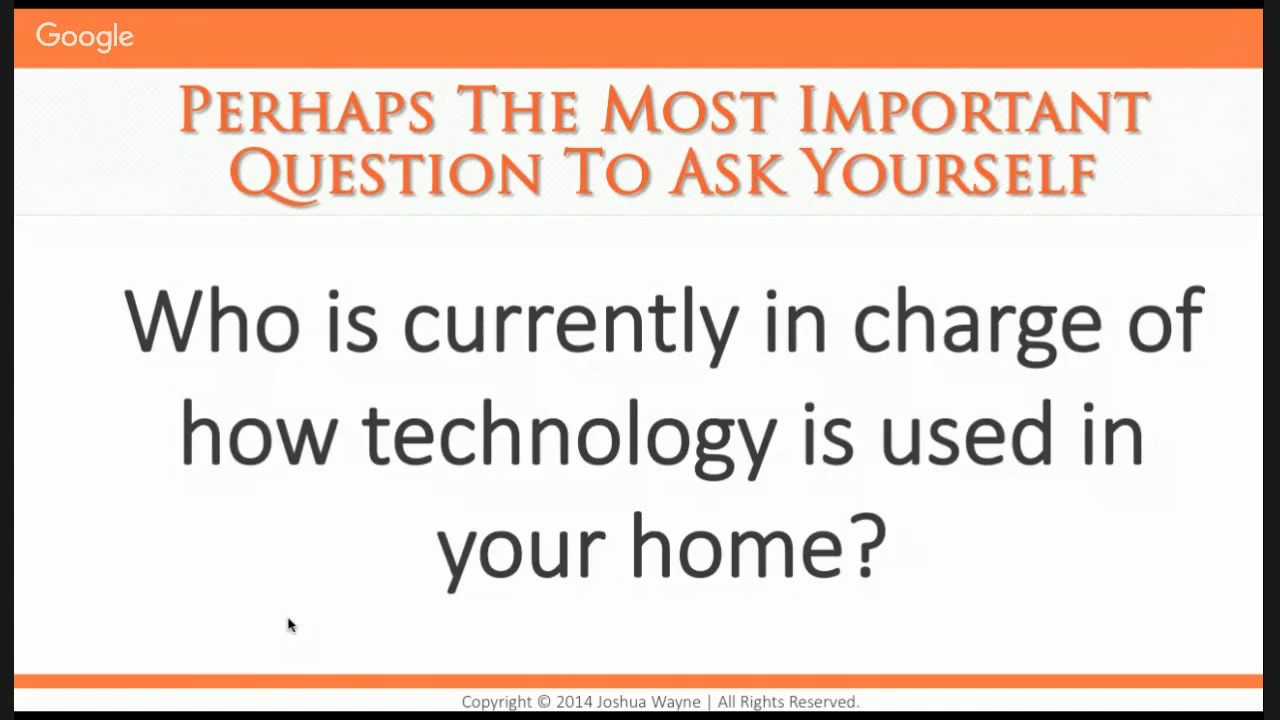 Google
Perhaps The Most Important
Question To Ask Yourself
Who is currently in charge of
how technology is used in
your home?
Copyright © 2014 Joshua Wayne | All Rights Reserved.